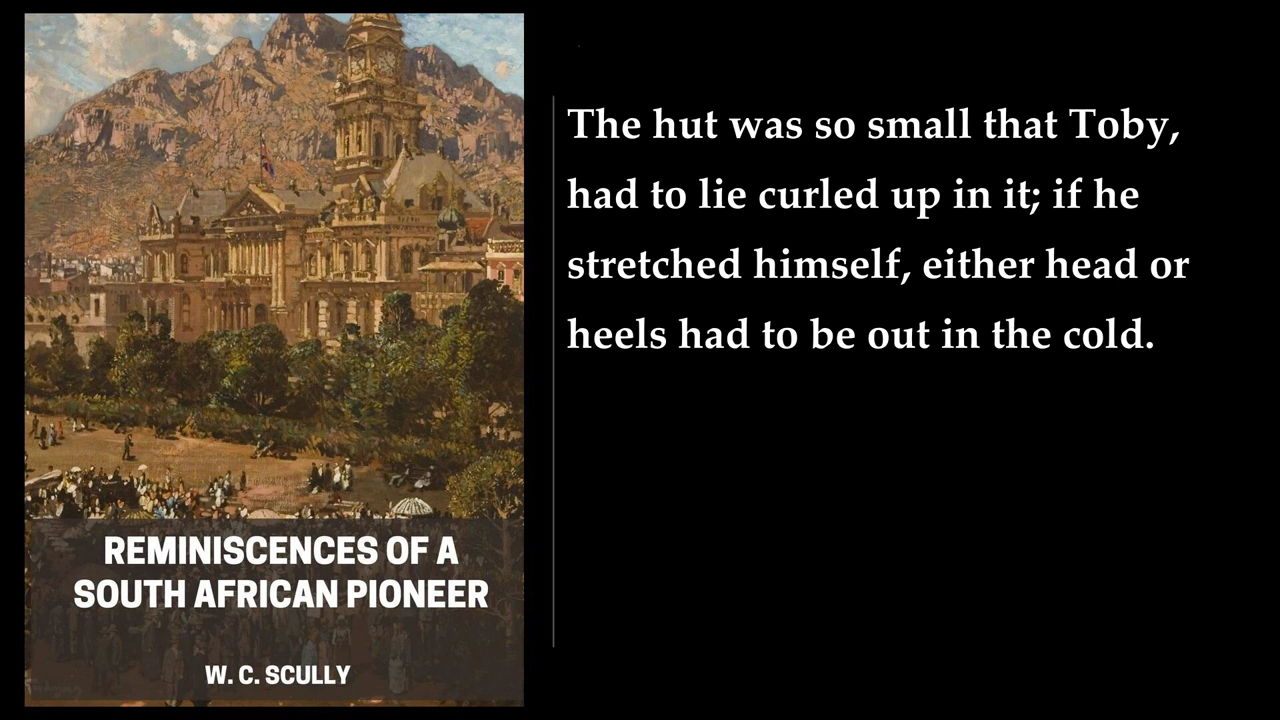 REMINISCENCES OF A
SOUTH AFRICAN PIONEER
W. C. SCULLY
The hut was so small that Toby,
had to lie curled up in it; if he
stretched himself, either head or
heels had to be out in the cold.